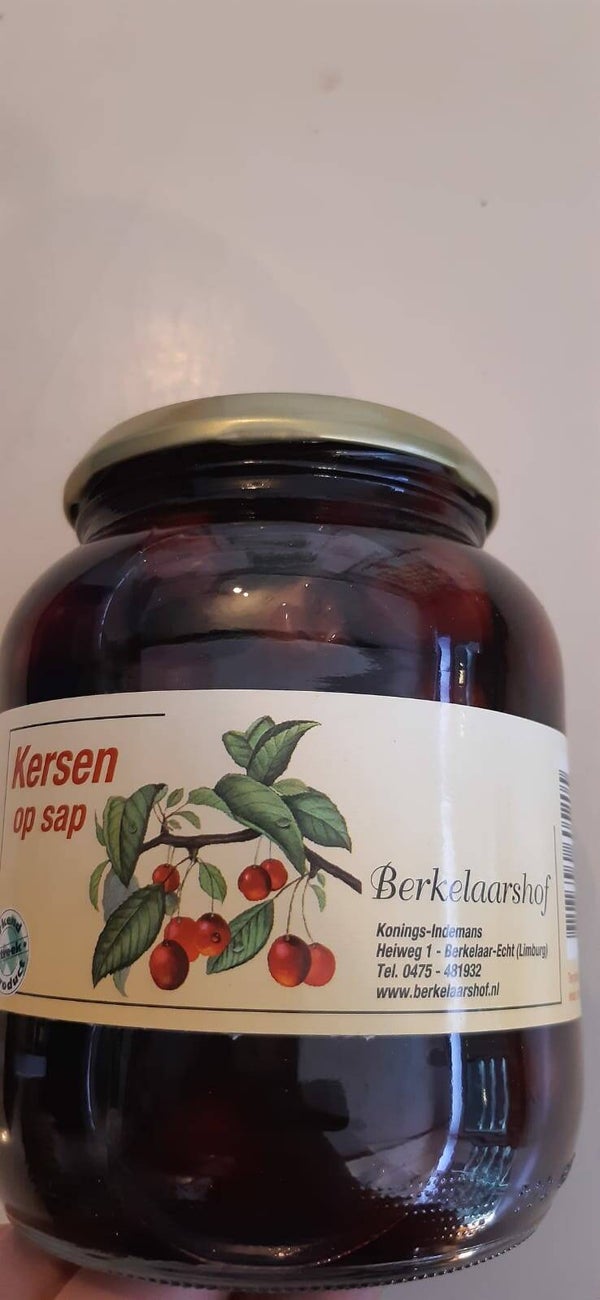 Kersen
op sap
Berkelaarshof
Konings-Indemans
Heiweg 1 - Berkelaar-Echt (Limburg)
Tel. 0475 - 481932
www.berkelaarshof.nl